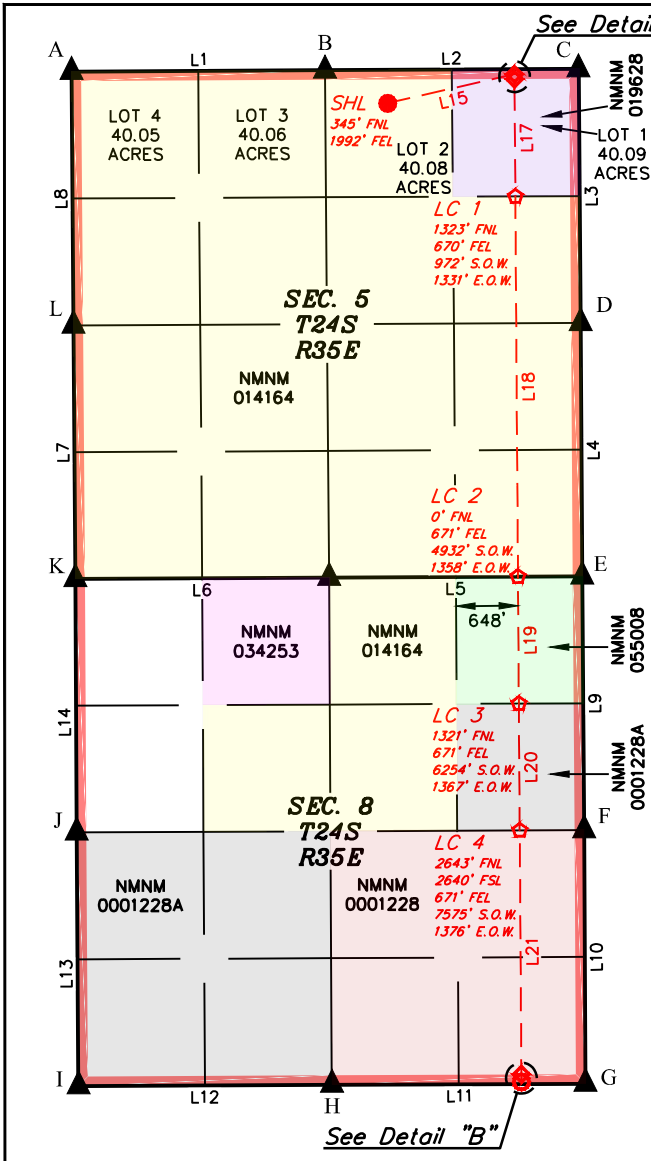 See Detail
A
L1
B
L2
C
NMNM
019628
LOT 4
40.05
ACRES
LOT 3
40.06
ACRES
SHL
345' FNL
1992' FEL
L15
LOT 2
40.08
ACRES
L17
LOT 1
40.09
ACRES
L8
L3
LC 1
1323' FNL
670' FEL
972' S.O.W.
1331' E.O.W.
L
SEC. 5
T24S
R35E
D
NMNM
014164
L18
L7
L4
LC 2
0' FNL
671' FEL
4932' S.O.W.
1358' E.O.W.
K
L6
L5
E
648'
NMNM
034253
NMNM
014164
L19
NMNM
055008
L14
L9
LC 3
1321' FNL
671' FEL
6254' S.O.W.
1367' E.O.W.
L20
NMNM
0001228A
J
SEC. 8
T24S
R35E
F
LC 4
2643' FNL
2640' FSL
671' FEL
7575' S.O.W.
1376' E.O.W.
NMNM
0001228A
NMNM
0001228
L13
L21
L10
I
L12
H
L11
G
See Detail "B"